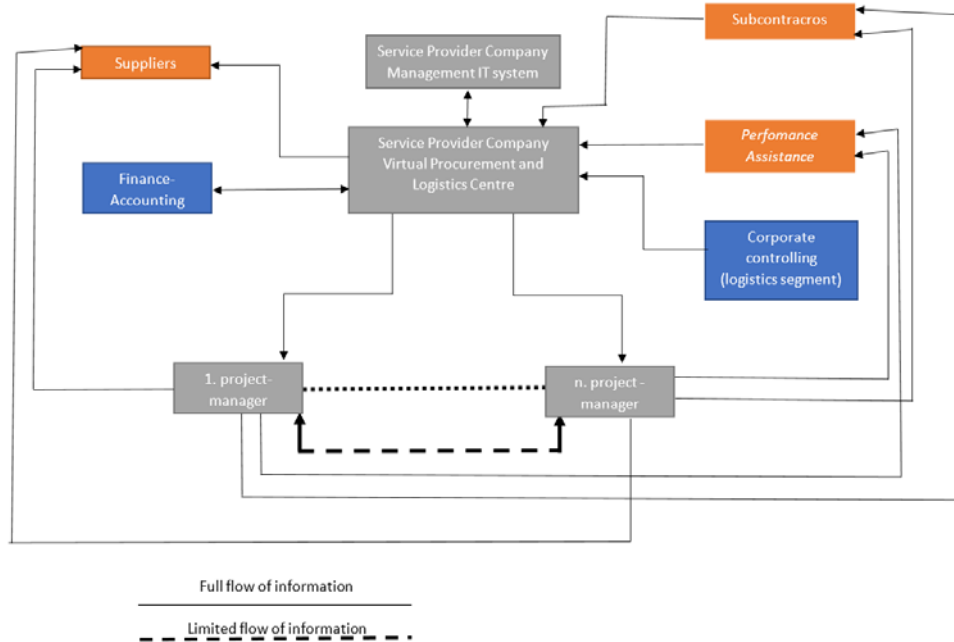 Subcontracros
Suppliers
Service Provider Company
Management IT system
Service Provider Company
Virtual Procurement and
Logistics Centre
Perfomance
Assistance
Finance-
Accounting
Corporate
controlling
(logistics segment)
1. project-
manager
n. project -
manager
Full flow of information
Limited flow of information